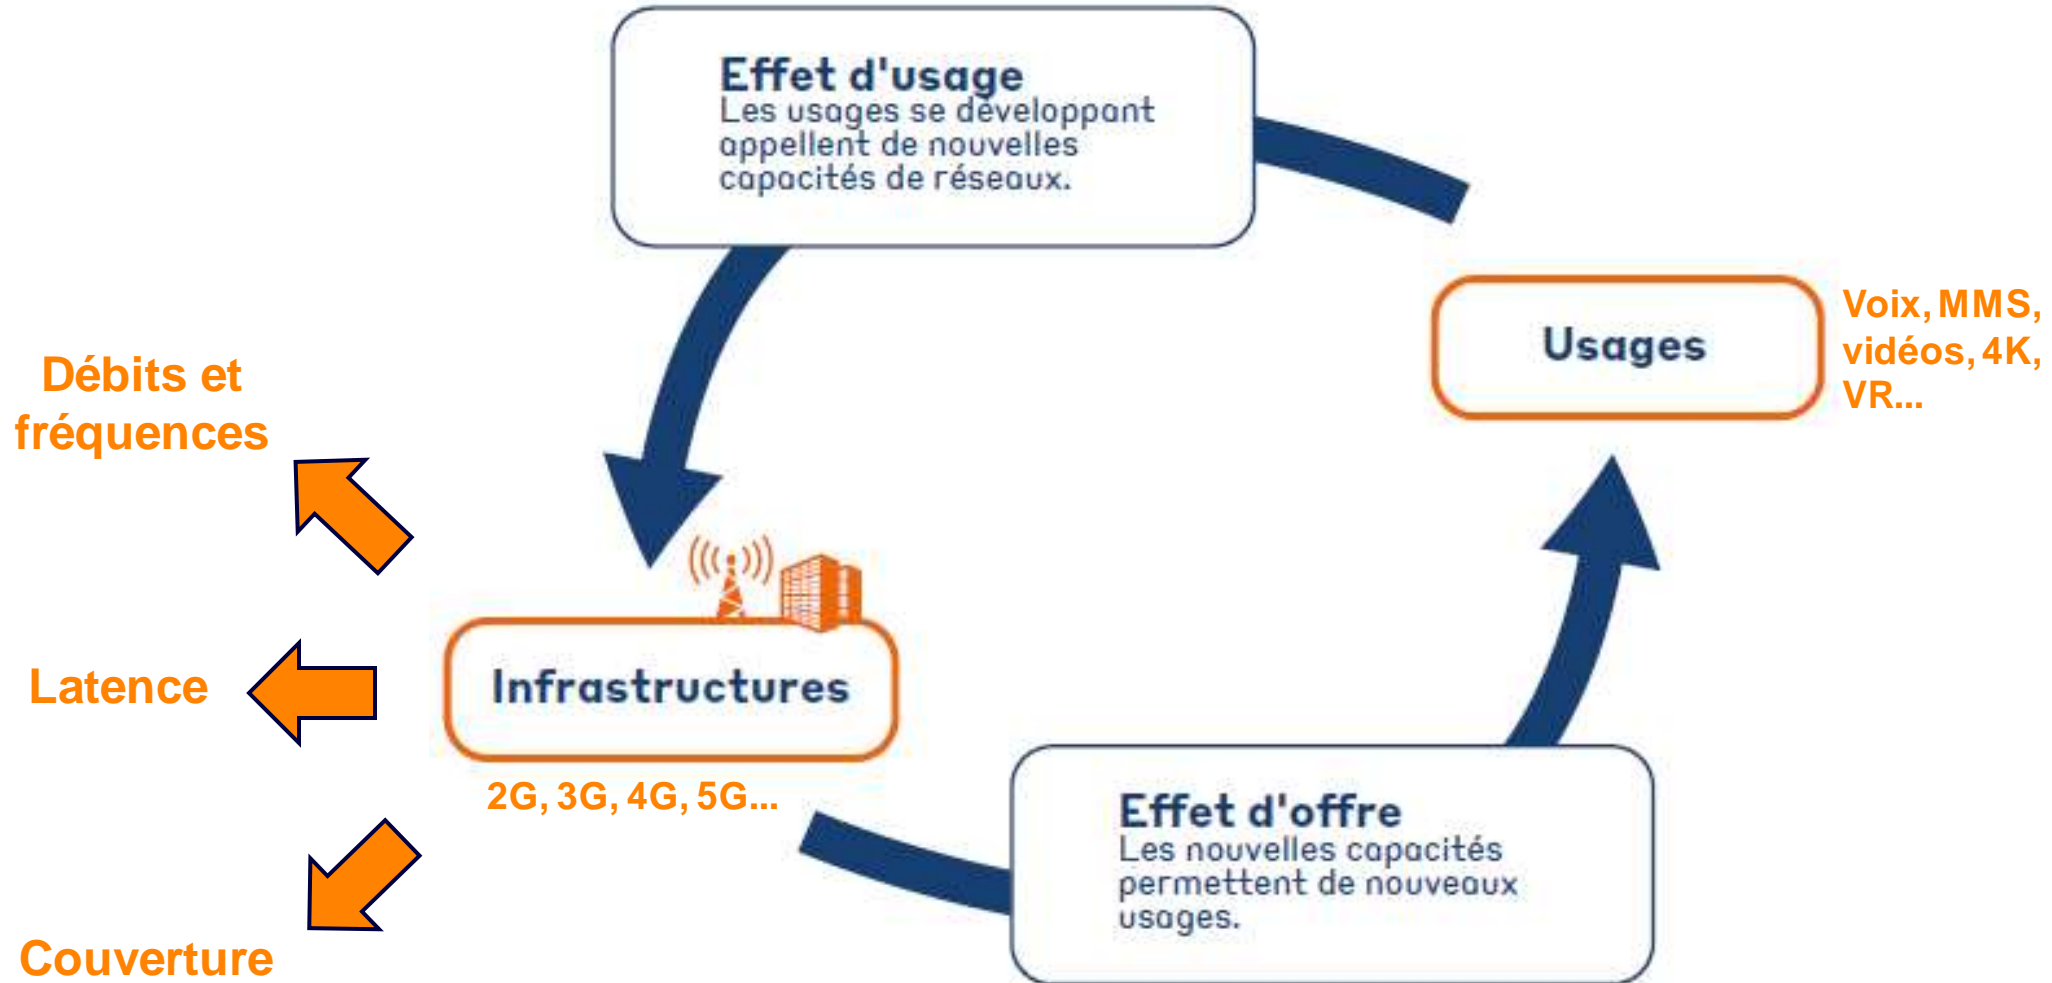 Effet d'usage
Les usages se développant
appellent de nouvelles
capacités de réseaux.
Usages
Voix, MMS,
vidéos, 4K,
VR...
Débits et
fréquences
Latence
Infrastructures
2G, 3G, 4G, 5G...
Effet d'offre
Les nouvelles capacités
permettent de nouveaux
usages.
Couverture